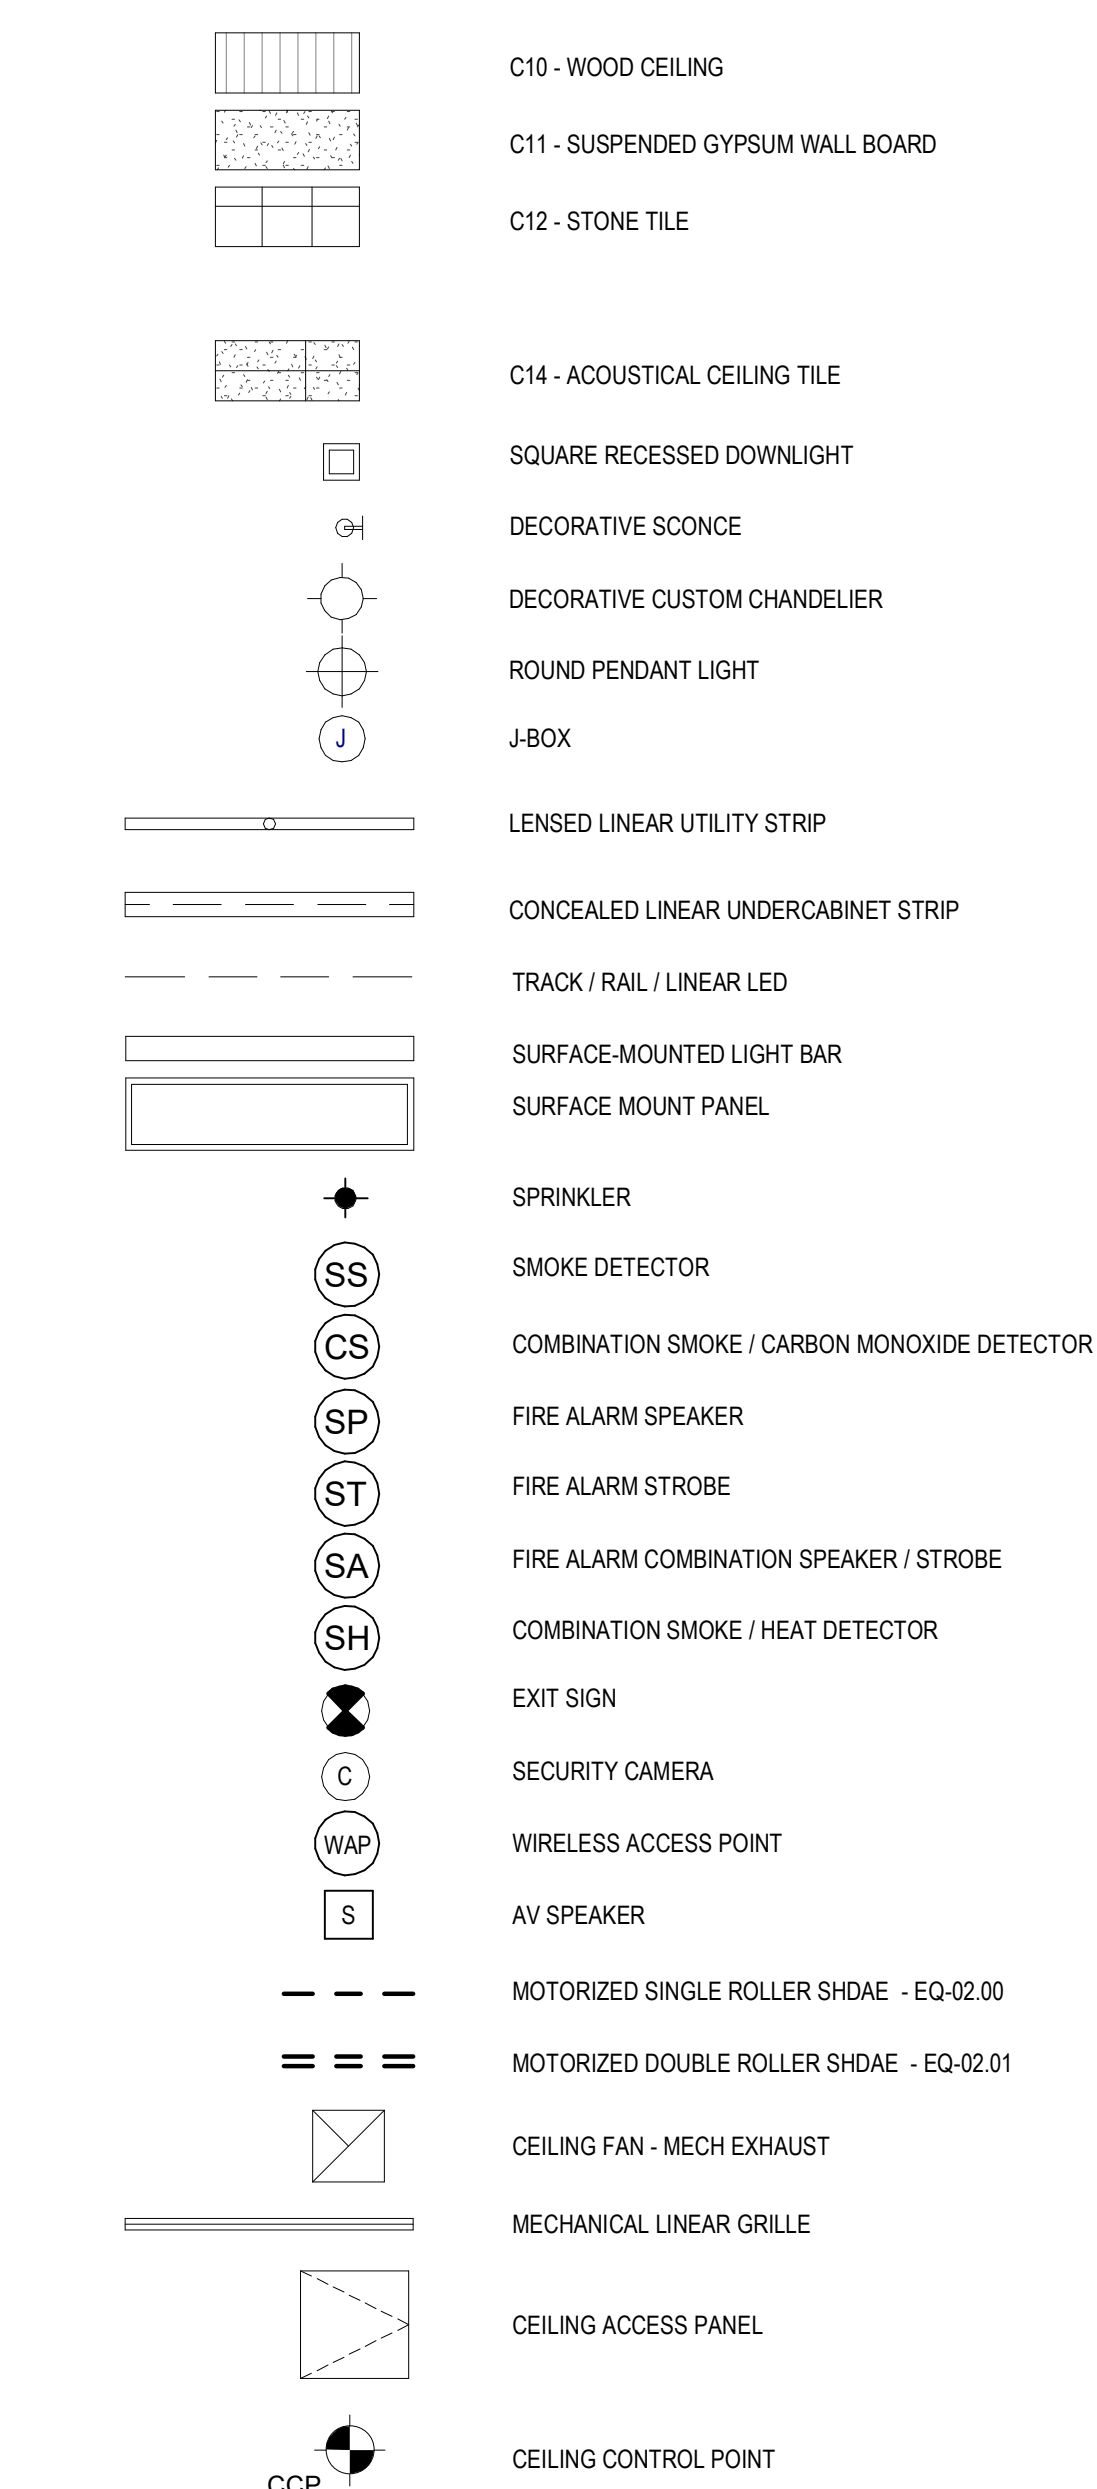 C10 - WOOD CEILING
C11 - SUSPENDED GYPSUM WALL BOARD
C12 - STONE TILE
C14 - ACOUSTICAL CEILING TILE
SQUARE RECESSED DOWNLIGHT
DECORATIVE SCONCE
DECORATIVE CUSTOM CHANDELIER
ROUND PENDANT LIGHT
J J-BOX
LENSED LINEAR UTILITY STRIP
CONCEALED LINEAR UNDERCABINET STRIP
TRACK / RAIL / LINEAR LED
SURFACE-MOUNTED LIGHT BAR
SURFACE MOUNT PANEL
SPRINKLER
SS SMOKE DETECTOR
CS COMBINATION SMOKE / CARBON MONOXIDE DETECTOR
SP FIRE ALARM SPEAKER
ST FIRE ALARM STROBE
SA FIRE ALARM COMBINATION SPEAKER / STROBE
SH COMBINATION SMOKE / HEAT DETECTOR
EXIT SIGN
C SECURITY CAMERA
WAP WIRELESS ACCESS POINT
S AV SPEAKER
MOTORIZED SINGLE ROLLER SHDAE - EQ-02.00
MOTORIZED DOUBLE ROLLER SHDAE - EQ-02.01
CEILING FAN - MECH EXHAUST
MECHANICAL LINEAR GRILLE
CEILING ACCESS PANEL
CEILING CONTROL POINT
CCP